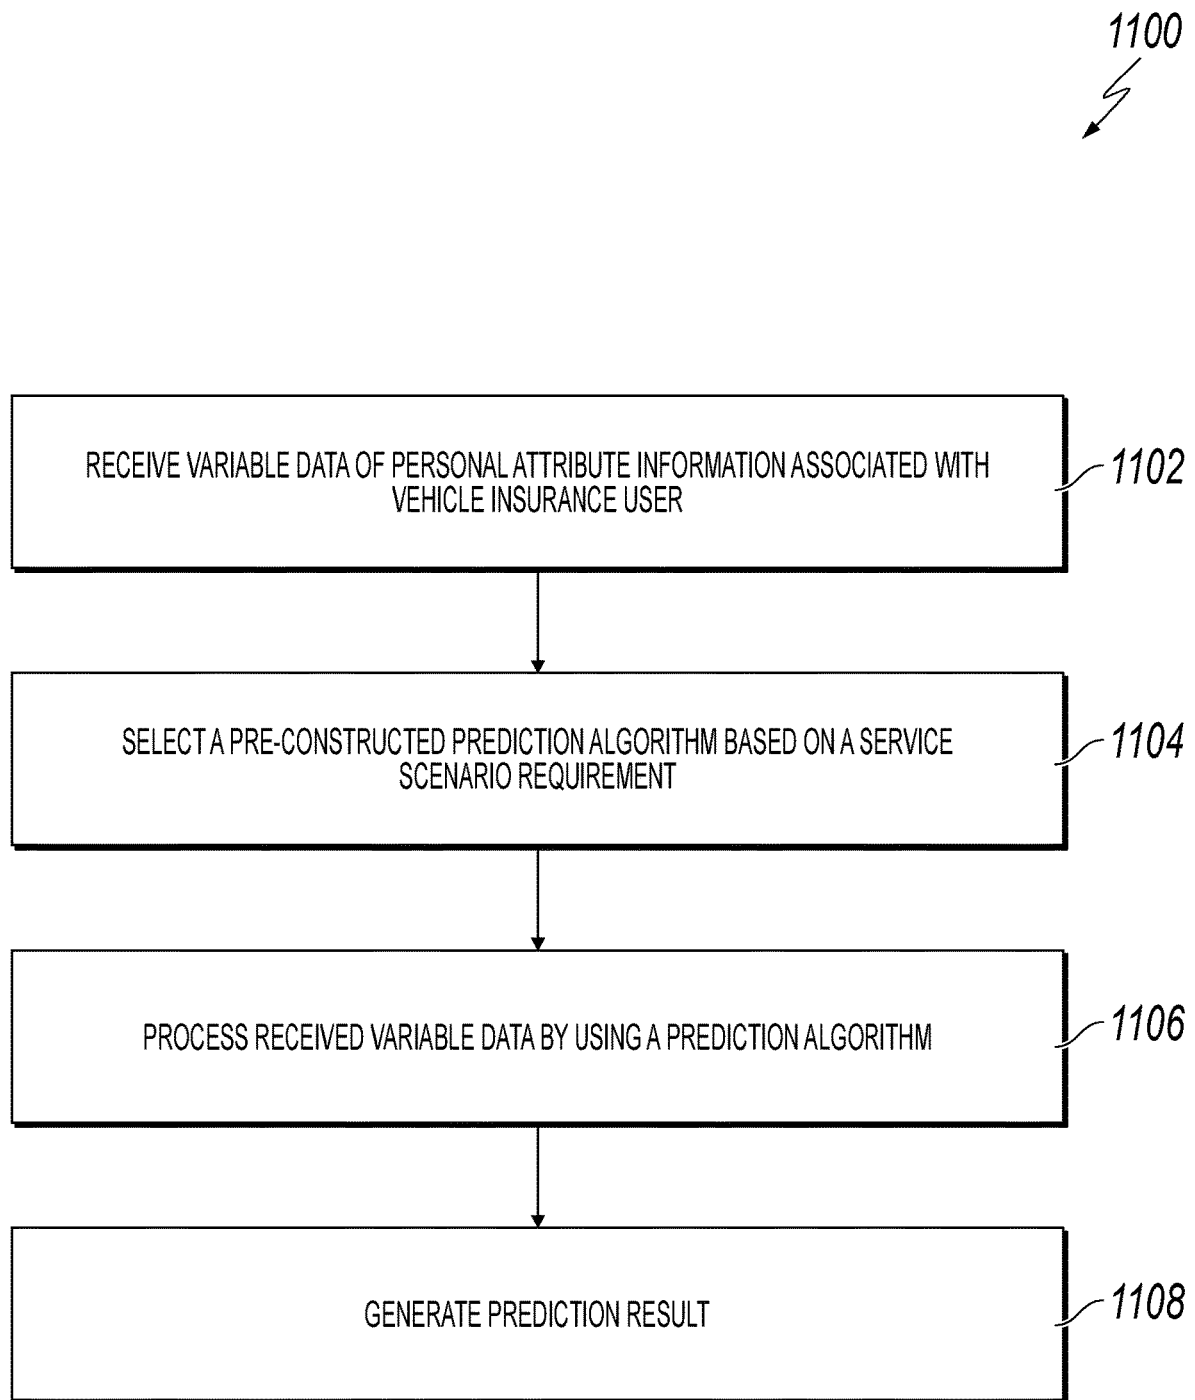 1100
RECEIVE VARIABLE DATA OF PERSONAL ATTRIBUTE INFORMATION ASSOCIATED WITH
VEHICLE INSURANCE USER
1102
SELECT A PRE-CONSTRUCTED PREDICTION ALGORITHM BASED ON A SERVICE
SCENARIO REQUIREMENT
1104
PROCESS RECEIVED VARIABLE DATA BY USING A PREDICTION ALGORITHM
1106
GENERATE PREDICTION RESULT
1108